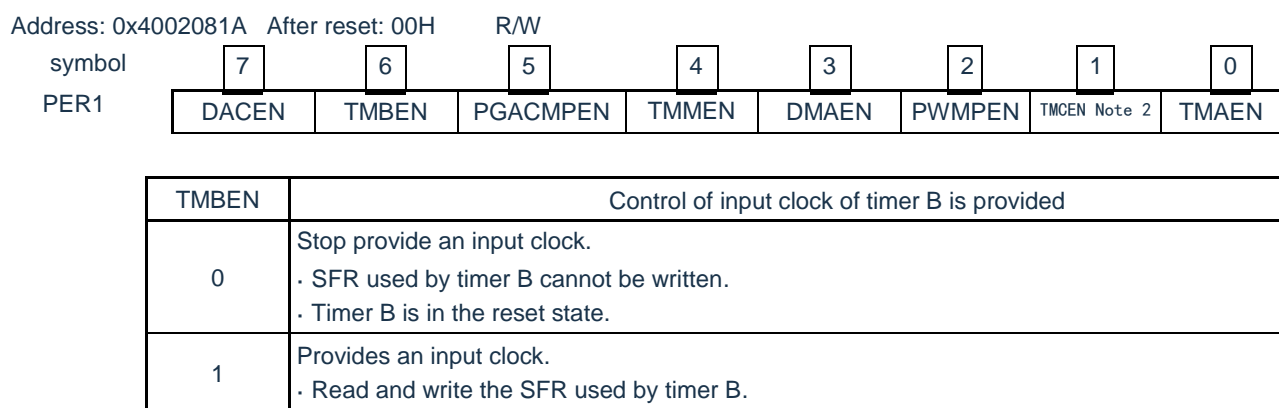 Address: 0x4002081A After reset: 00H R/W
symbol 7 6 5 4 3 2 1 0
PER1 DACEN TMBEN PGACMPEN TMMEN DMAEN PWMPEN TMCEN Note 2 TMAEN
TMBEN Control of input clock of timer B is provided
Stop provide an input clock.
0 · SFR used by timer B cannot be written.
· Timer B is in the reset state.
Provides an input clock.
1 · Read and write the SFR used by timer B.